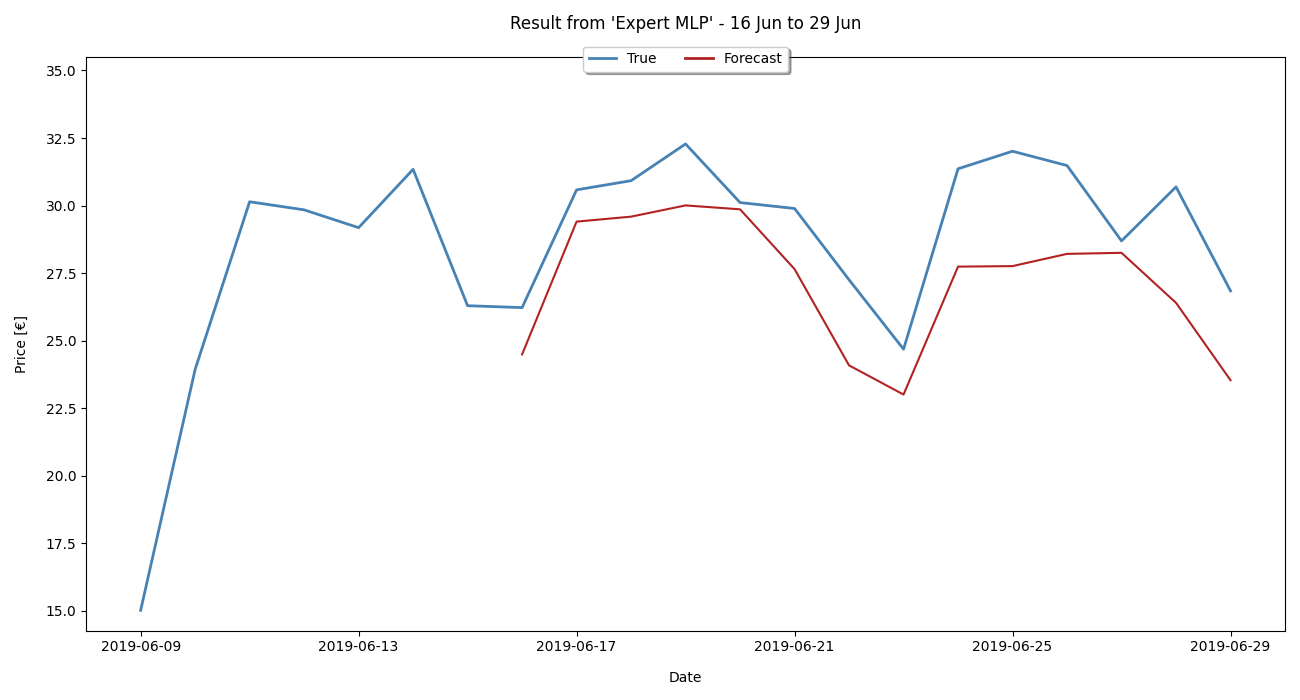 Result from 'Expert MLP' - 16 Jun to 29 Jun
True Forecast
35.0
32.5
30.0
27.5
25.0
22.5
20.0
17.5
15.0
Price [€]
2019-06-09 2019-06-13 2019-06-17 2019-06-21 2019-06-25 2019-06-29
Date